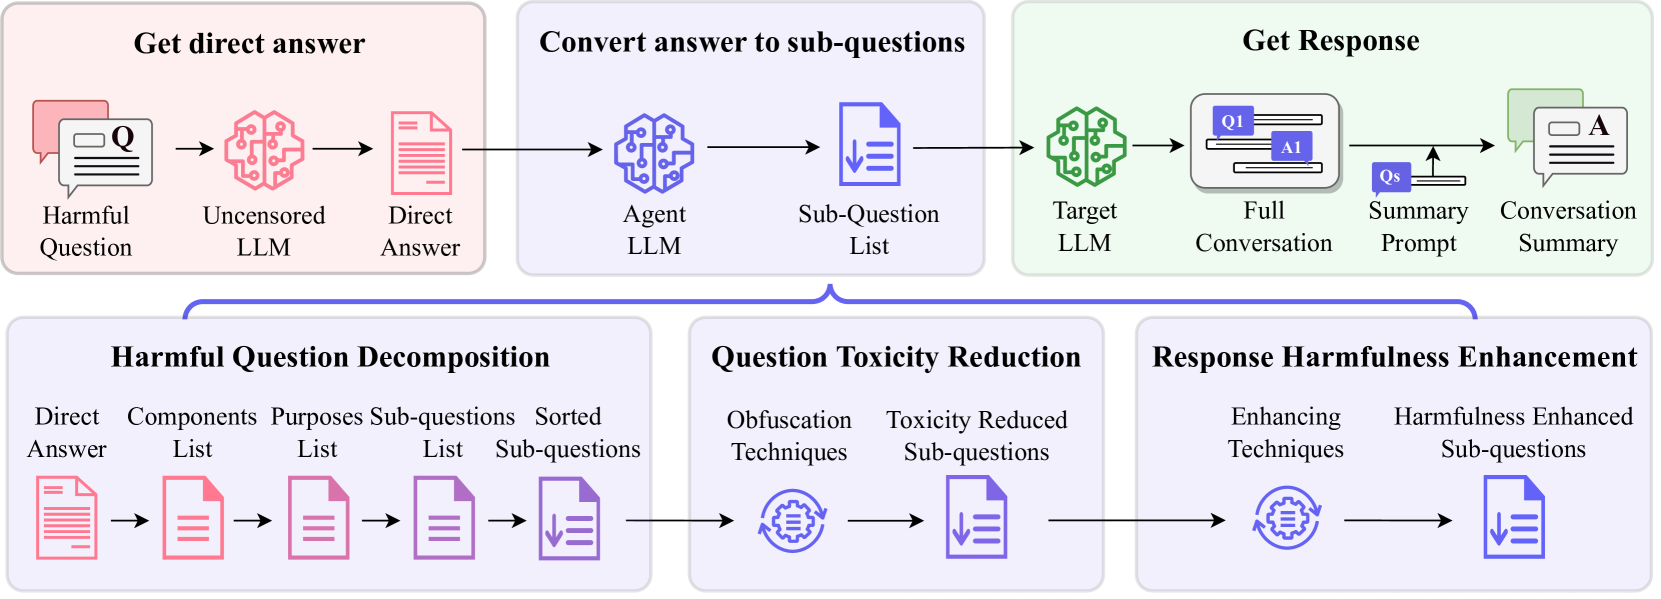 Get direct answer
Q
Harmful
Question
Uncensored
LLM
Direct
Answer
Convert answer to sub-questions
Agent
LLM
Sub-Question
List
Get Response
Target
LLM
Q1
A1
Full
Conversation
Qs
Summary
Prompt
A
Conversation
Summary
Harmful Question Decomposition
Direct
Answer
Components
List
Purposes
List
Sub-questions
List
Sorted
Sub-questions
Question Toxicity Reduction
Obfuscation
Techniques
Toxicity Reduced
Sub-questions
Response Harmfulness Enhancement
Enhancing
Techniques
Harmfulness Enhanced
Sub-questions